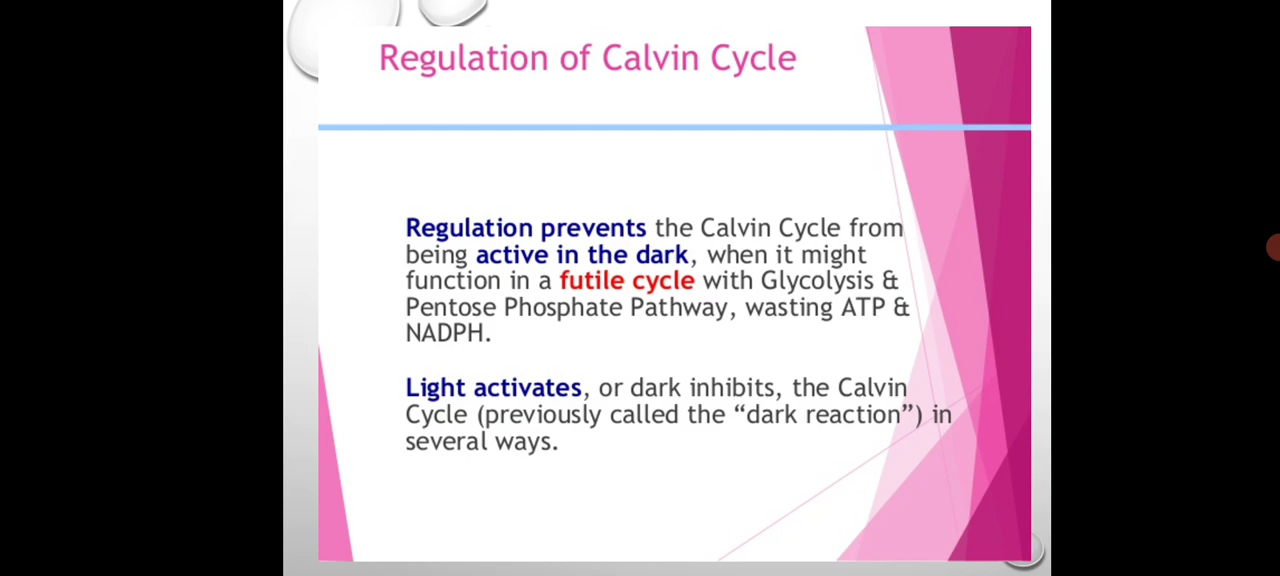 Regulation of Calvin Cycle
Regulation prevents the Calvin Cycle from
being active in the dark, when it might
function in a futile cycle with Glycolysis &
Pentose Phosphate Pathway, wasting ATP &
NADPH.
Light activates, or dark inhibits, the Calvin
Cycle (previously called the “dark reaction”) in
several ways.